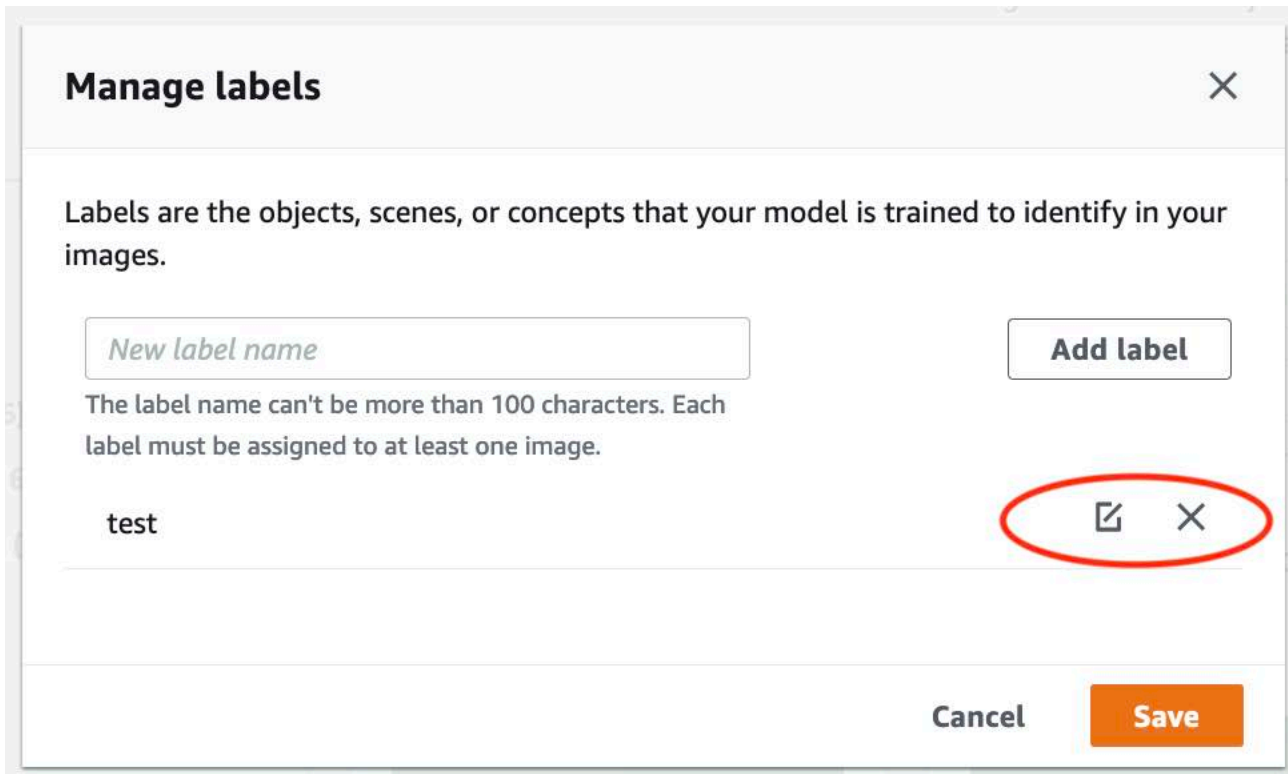 Manage labels
Labels are the objects, scenes, or concepts that your model is trained to identify in your
images.
New label name
Add label
The label name can't be more than 100 characters. Each
label must be assigned to at least one image.
test
Cancel
Save